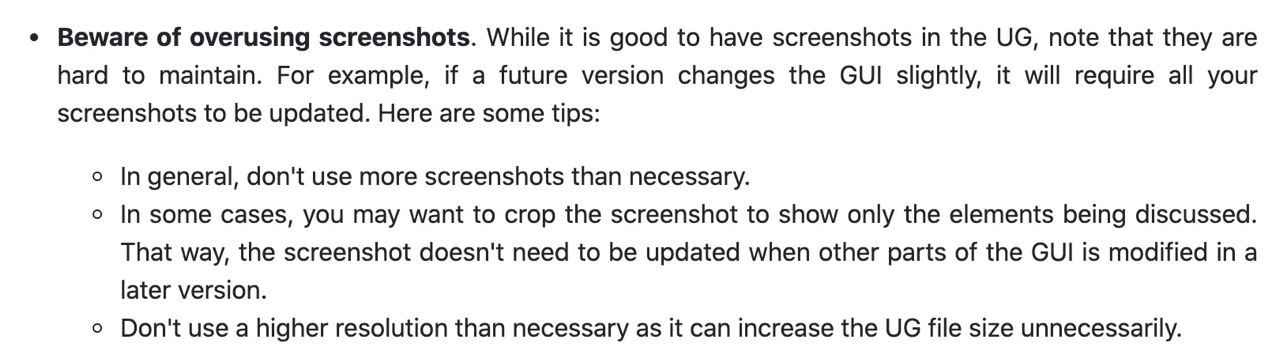 • Beware of overusing screenshots. While it is good to have screenshots in the UG, note that they are
hard to maintain. For example, if a future version changes the GUI slightly, it will require all your
screenshots to be updated. Here are some tips:
◦ In general, don't use more screenshots than necessary.
◦ In some cases, you may want to crop the screenshot to show only the elements being discussed.
That way, the screenshot doesn't need to be updated when other parts of the GUI is modified in a
later version.
◦ Don't use a higher resolution than necessary as it can increase the UG file size unnecessarily.